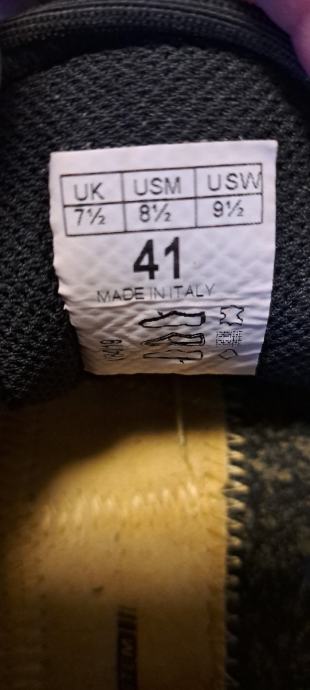 UK USM USW
7½ 8½ 9½
41
MADE IN ITALY